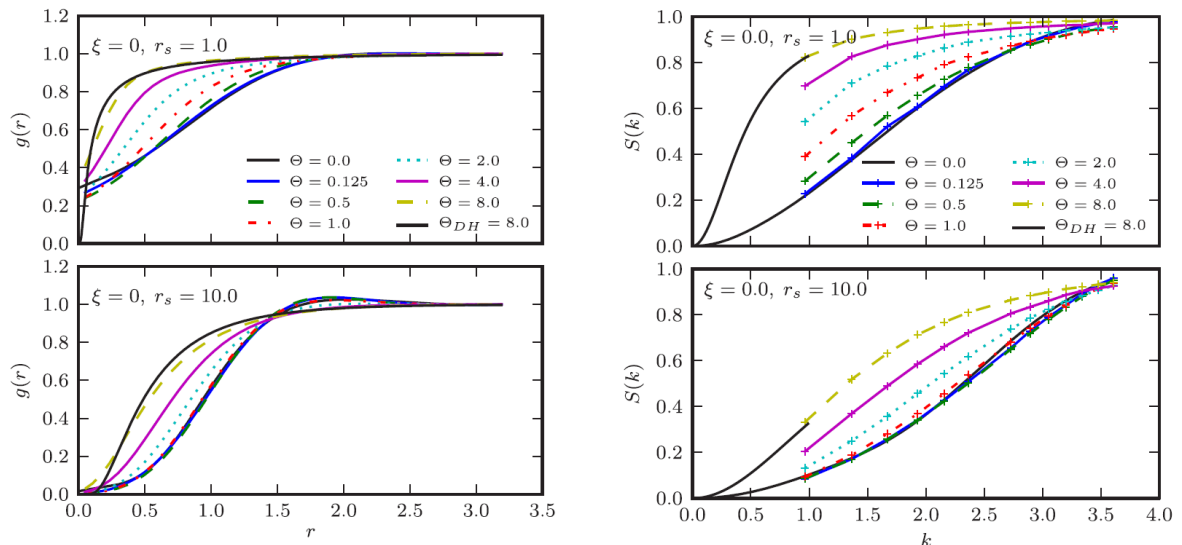 1.2
1.0
0.8
0.6
0.4
0.2
0.0
g(r)
ξ = 0, r_s = 1.0
Θ = 0.0
Θ = 0.125
Θ = 0.5
Θ = 1.0
Θ = 2.0
Θ = 4.0
Θ = 8.0
Θ_{DH} = 8.0
1.2
1.0
0.8
0.6
0.4
0.2
0.0
g(r)
ξ = 0, r_s = 10.0
0.0 0.5 1.0 1.5 2.0 2.5 3.0 3.5
r
1.0
0.8
0.6
0.4
0.2
0.0
S(k)
ξ = 0.0, r_s = 1.0
Θ = 0.0
Θ = 0.125
Θ = 0.5
Θ = 1.0
Θ = 2.0
Θ = 4.0
Θ = 8.0
Θ_{DH} = 8.0
1.0
0.8
0.6
0.4
0.2
0.0
S(k)
ξ = 0.0, r_s = 10.0
0.0 0.5 1.0 1.5 2.0 2.5 3.0 3.5 4.0
k